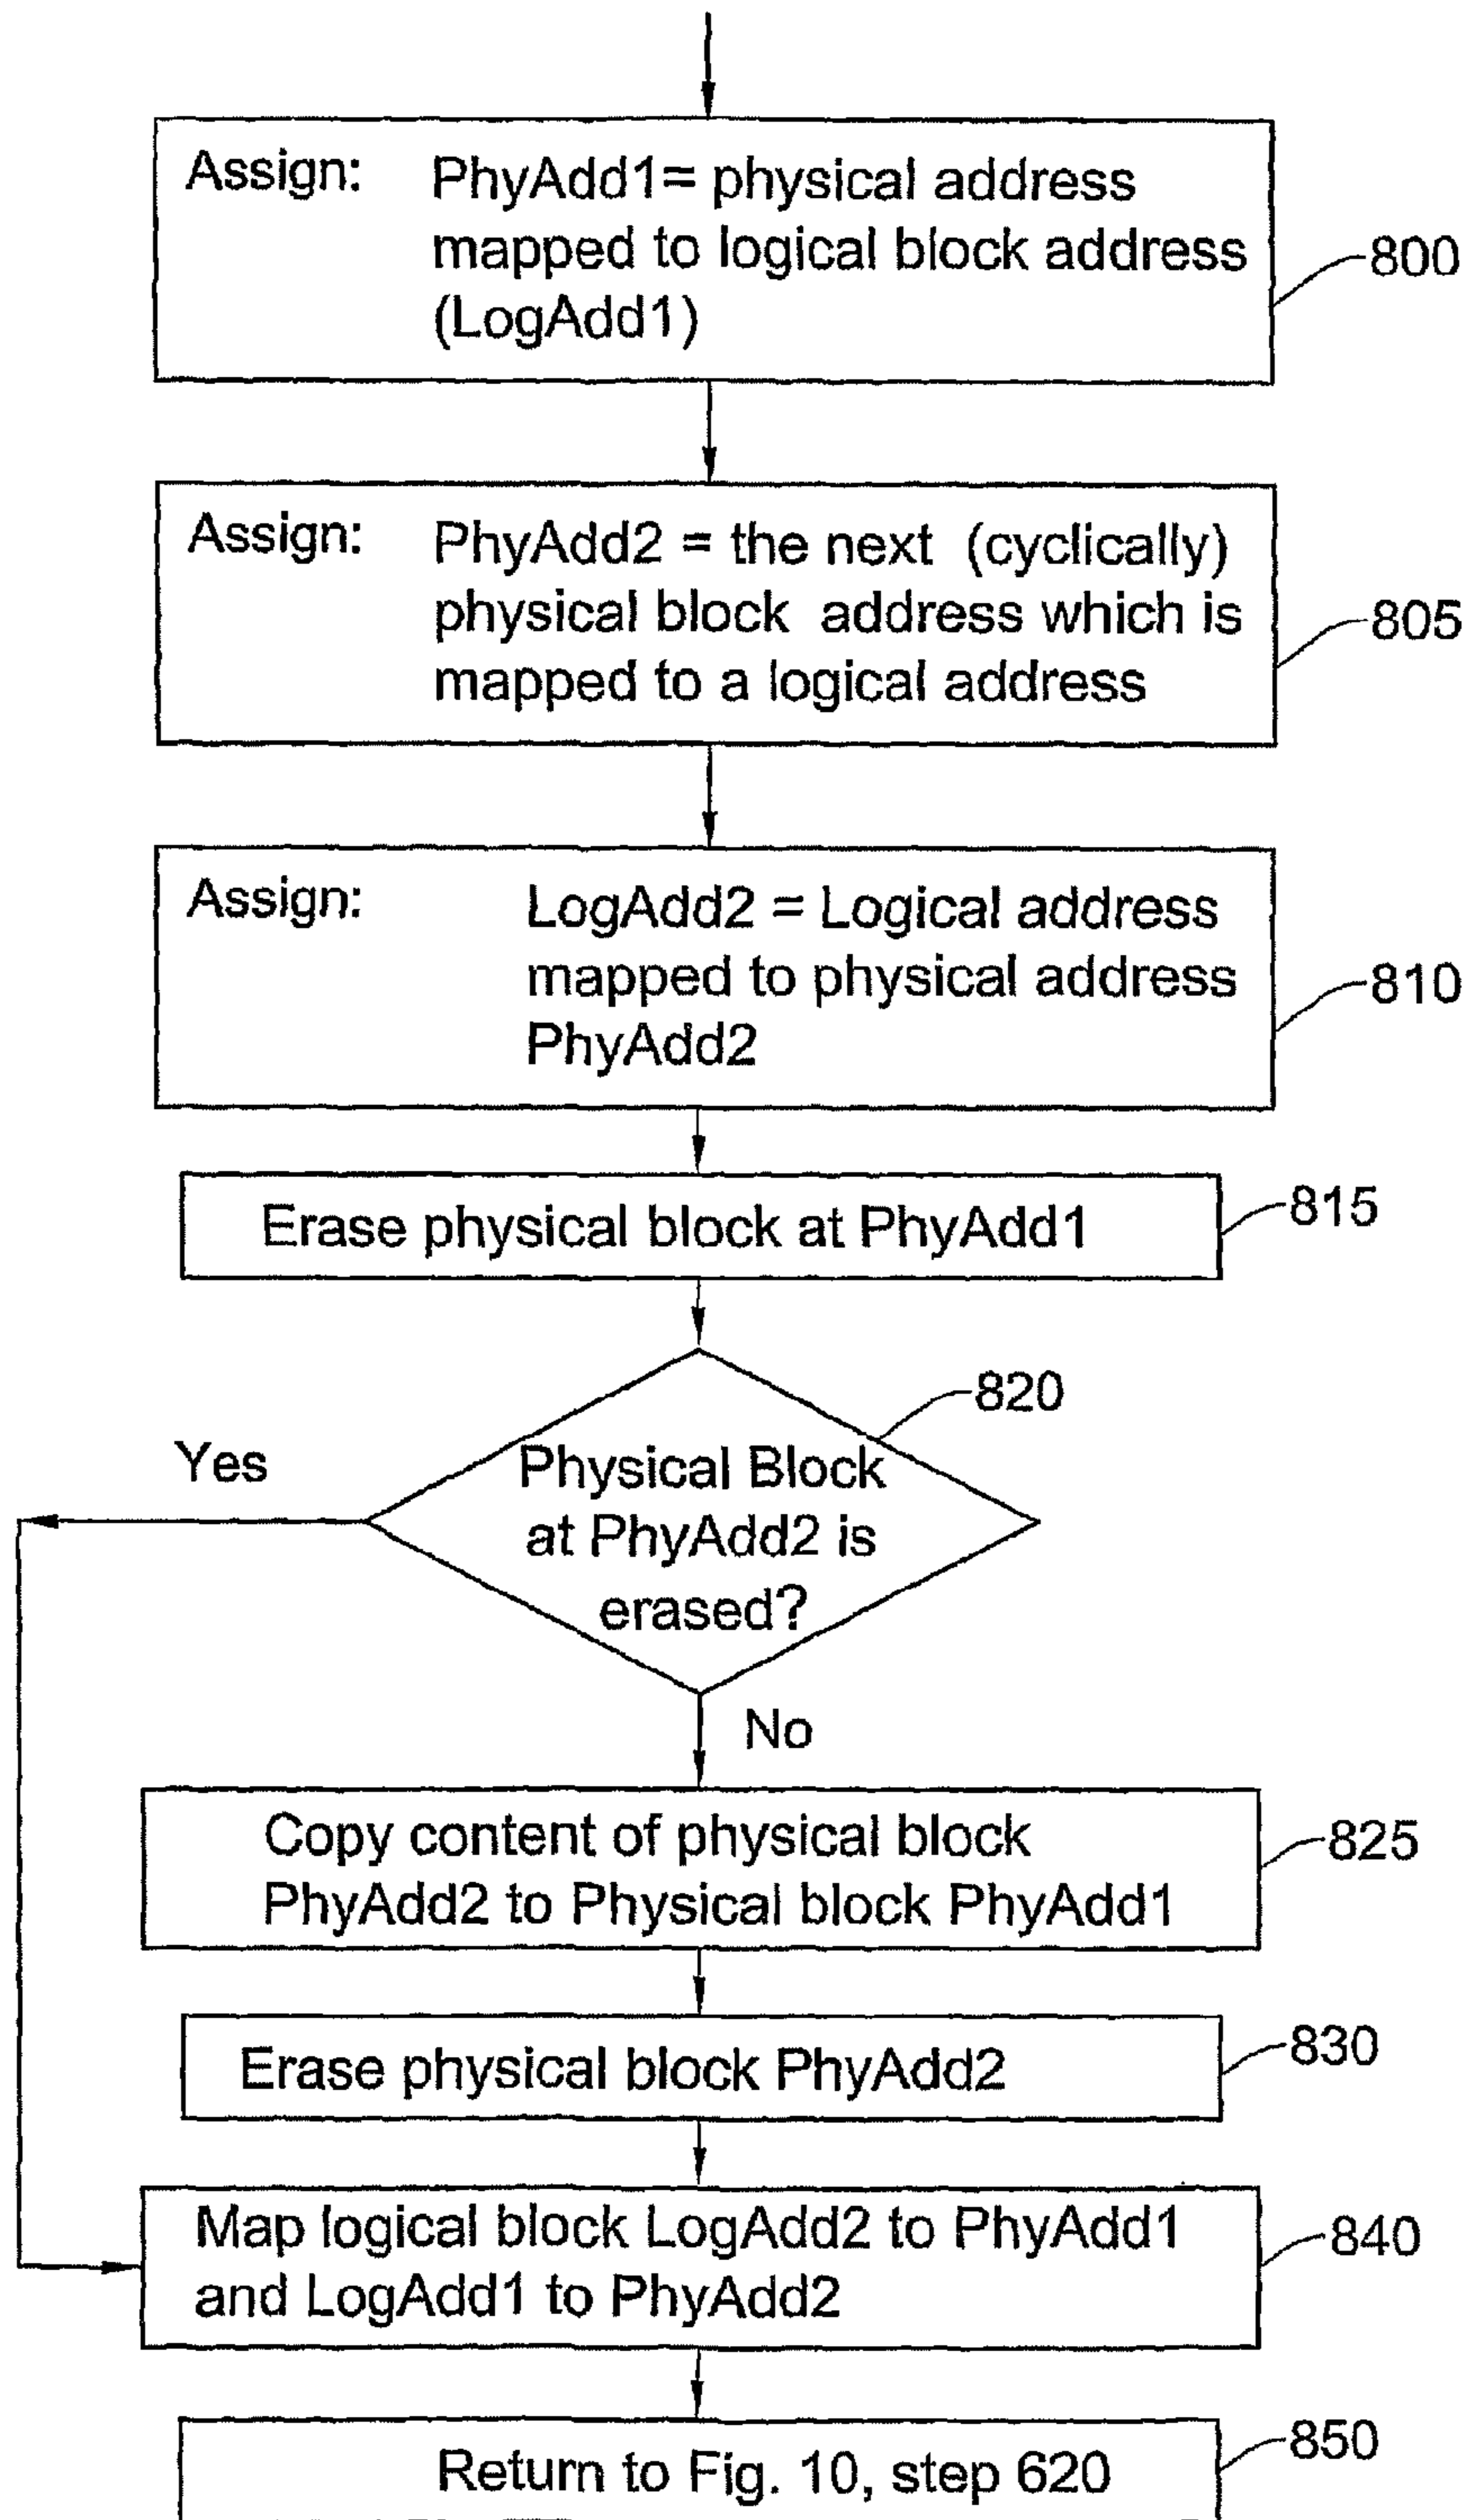 Assign: PhyAdd1= physical address
mapped to logical block address
(LogAdd1)
800
Assign: PhyAdd2 = the next (cyclically)
physical block address which is
mapped to a logical address
805
Assign: LogAdd2 = Logical address
mapped to physical address
PhyAdd2
810
Erase physical block at PhyAdd1
815
820
Physical Block
at PhyAdd2 is
erased?
Yes
No
Copy content of physical block
PhyAdd2 to Physical block PhyAdd1
825
Erase physical block PhyAdd2
830
Map logical block LogAdd2 to PhyAdd1
and LogAdd1 to PhyAdd2
840
Return to Fig. 10, step 620
850